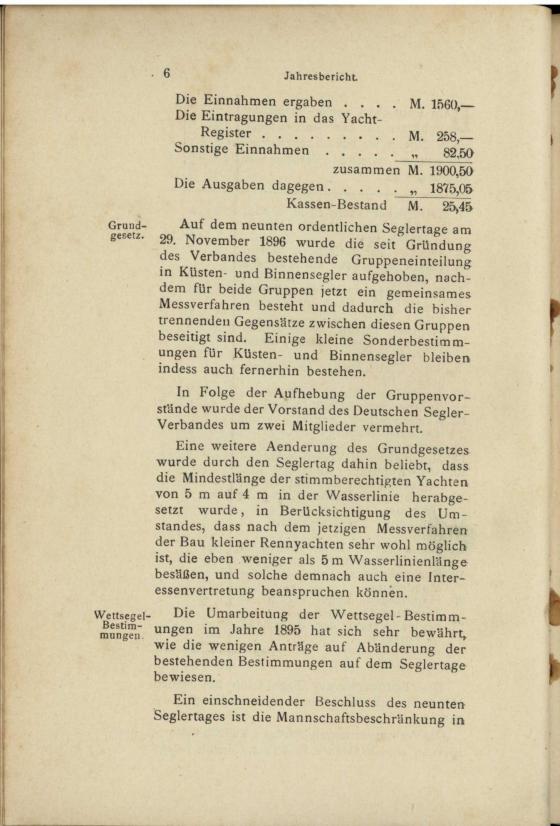 6 Jahresbericht.
Die Einnahmen ergaben . . . . M. 1560,—
Die Eintragungen in das Yacht-
Register . . . . . . . . . M. 258,—
Sonstige Einnahmen . . . . . „ 82,50
zusammen M. 1900,50
Die Ausgaben dagegen . . . . . „ 1875,05
Kassen-Bestand M. 25,45
Grund-
gesetz.
Auf dem neunten ordentlichen Seglertage am
29. November 1896 wurde die seit Gründung
des Verbandes bestehende Gruppeneinteilung
in Küsten- und Binnensegler aufgehoben, nach-
dem für beide Gruppen jetzt ein gemeinsames
Messverfahren besteht und dadurch die bisher
trennenden Gegensätze zwischen diesen Gruppen
beseitigt sind. Einige kleine Sonderbestimm-
ungen für Küsten- und Binnensegler bleiben
indess auch fernerhin bestehen.
In Folge der Aufhebung der Gruppenvor-
stände wurde der Vorstand des Deutschen Segler-
Verbandes um zwei Mitglieder vermehrt.
Eine weitere Aenderung des Grundgesetzes
wurde durch den Seglertag dahin beliebt, dass
die Mindestlänge der stimmberechtigten Yachten
von 5 m auf 4 m in der Wasserlinie herabge-
setzt wurde, in Berücksichtigung des Um-
standes, dass nach dem jetzigen Messverfahren
der Bau kleiner Rennyachten sehr wohl möglich
ist, die eben weniger als 5 m Wasserlinienlänge
besäßen, und solche demnach auch eine Inter-
essenvertretung beanspruchen können.
Wettsegel-
Bestim-
mungen.
Die Umarbeitung der Wettsegel-Bestimm-
ungen im Jahre 1895 hat sich sehr bewährt,
wie die wenigen Anträge auf Abänderung der
bestehenden Bestimmungen auf dem Seglertage
bewiesen.
Ein einschneidender Beschluss des neunten
Seglertages ist die Mannschaftsbeschränkung in